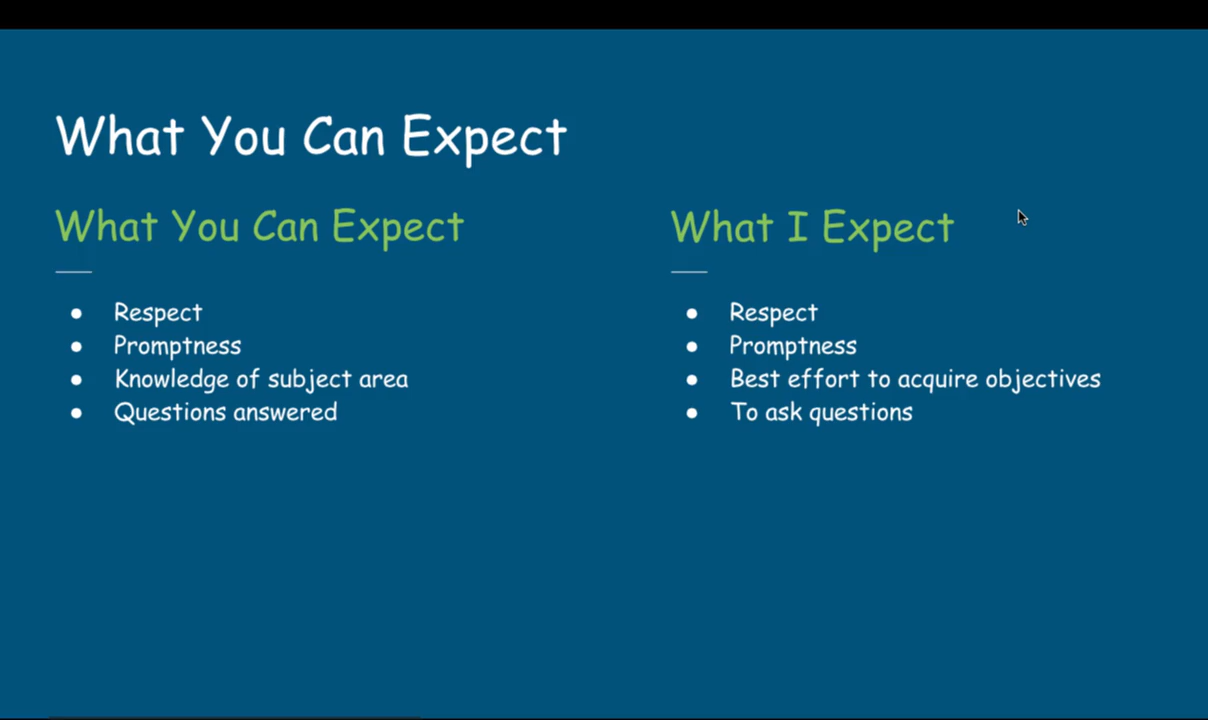 What You Can Expect
What You Can Expect
Respect
Promptness
Knowledge of subject area
Questions answered
What I Expect
Respect
Promptness
Best effort to acquire objectives
To ask questions